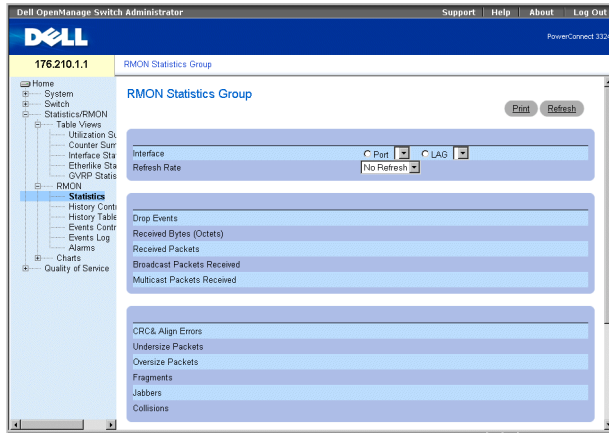 Dell OpenManage Switch Administrator
Support Help About Log Out
DELL
PowerConnect 3324
176.210.1.1
RMON Statistics Group
Home
System
Switch
Statistics/RMON
Table Views
Utilization Su
Counter Sum
Interface Stat
Etherlike Sta
GVRP Statis
RMON
Statistics
History Contr
History Table
Events Contr
Events Log
Alarms
Charts
Quality of Service
RMON Statistics Group
Print Refresh
Interface
Port LAG
Refresh Rate
No Refresh
Drop Events
Received Bytes (Octets)
Received Packets
Broadcast Packets Received
Multicast Packets Received
CRC& Align Errors
Undersize Packets
Oversize Packets
Fragments
Jabbers
Collisions